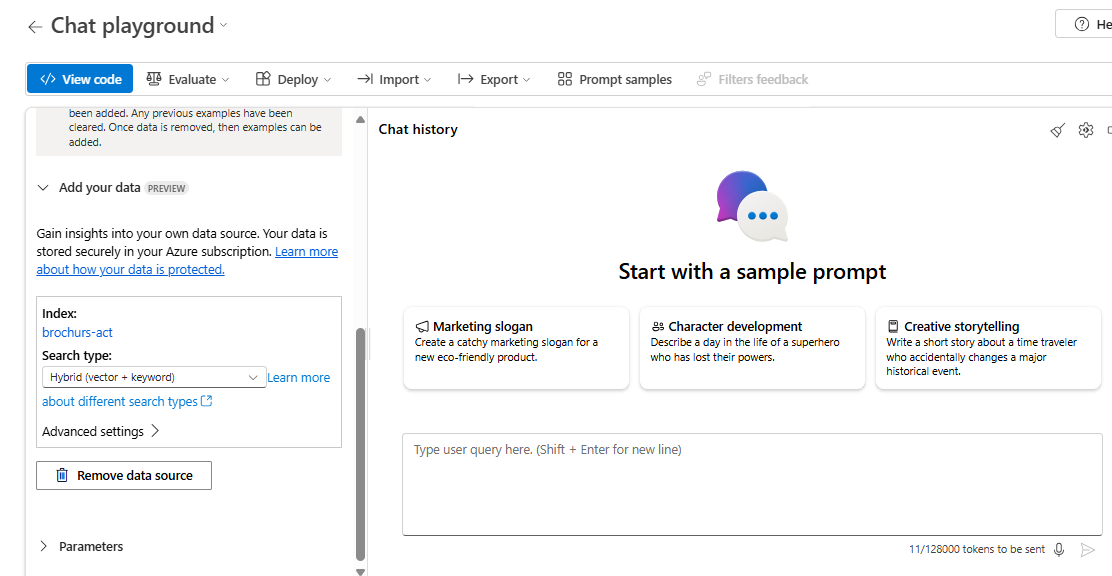 Chat playground
He
View code
Evaluate
Deploy
Import
Export
Prompt samples
Filters feedback
been added. Any previous examples have been
cleared. Once data is removed, then examples can be
added.
Add your data PREVIEW
Gain insights into your own data source. Your data is
stored securely in your Azure subscription. Learn more
about how your data is protected.
Index:
brochurs-act
Search type:
Hybrid (vector + keyword) Learn more
about different search types
Advanced settings
Remove data source
Parameters
Chat history
Start with a sample prompt
Marketing slogan
Create a catchy marketing slogan for a
new eco-friendly product.
Character development
Describe a day in the life of a superhero
who has lost their powers.
Creative storytelling
Write a short story about a time traveler
who accidentally changes a major
historical event.
Type user query here. (Shift + Enter for new line)
11/128000 tokens to be sent